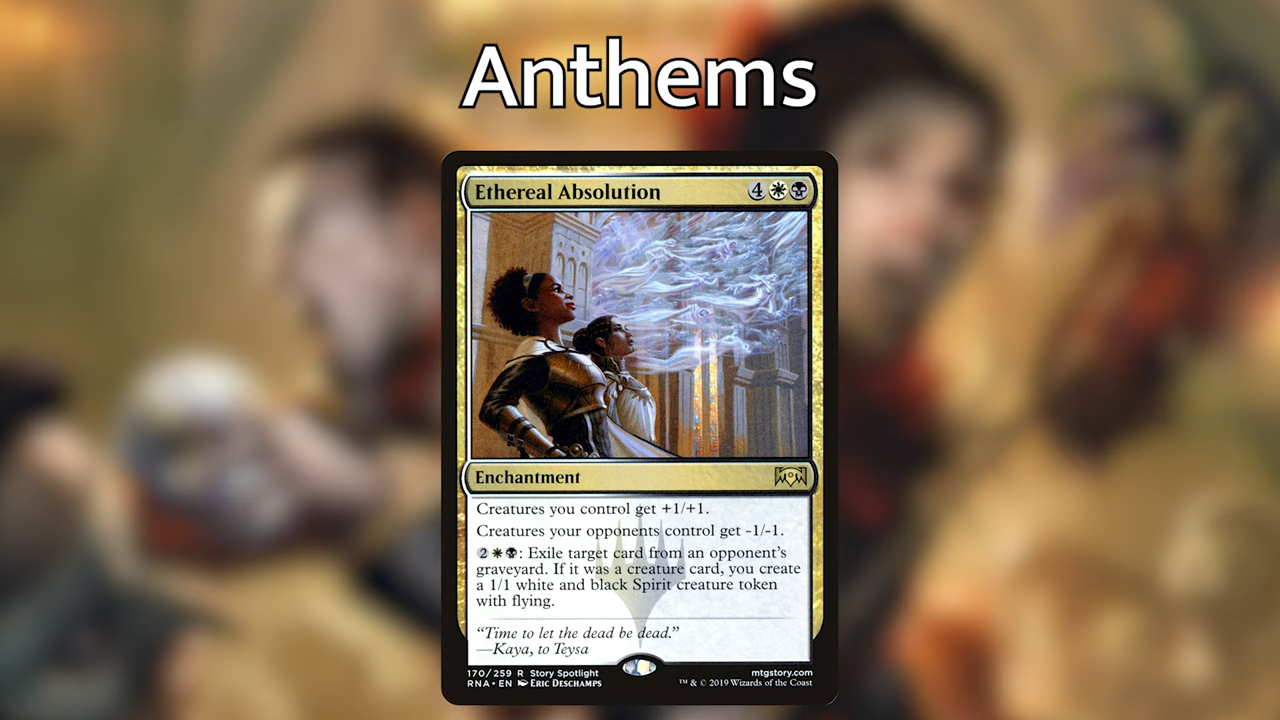 Anthems
Ethereal Absolution 4
Enchantment
Creatures you control get +1/+1.
Creatures your opponents control get -1/-1.
2 : Exile target card from an opponent's
graveyard. If it was a creature card, you create
a 1/1 white and black Spirit creature token
with flying.
“Time to let the dead be dead.”
—Kaya, to Teysa
170/259 R Story Spotlight mtgstory.com
RNA • EN Eric Deschamps ™ & © 2019 Wizards of the Coast